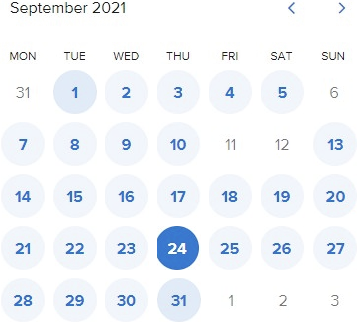 September 2021
MON TUE WED THU FRI SAT SUN
31 1 2 3 4 5 6
7 8 9 10 11 12 13
14 15 16 17 18 19 20
21 22 23 24 25 26 27
28 29 30 31 1 2 3